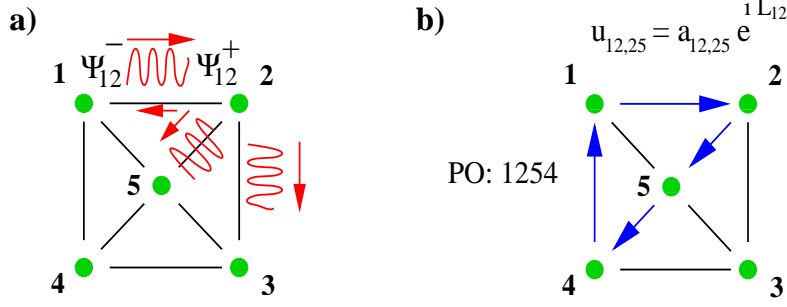 a)
Ψ₁₂⁻ Ψ₁₂⁺
1 2
5
4 3
b)
u₁₂,₂₅ = a₁₂,₂₅ e^{i L₁₂}
1 2
PO: 1254 5
4 3